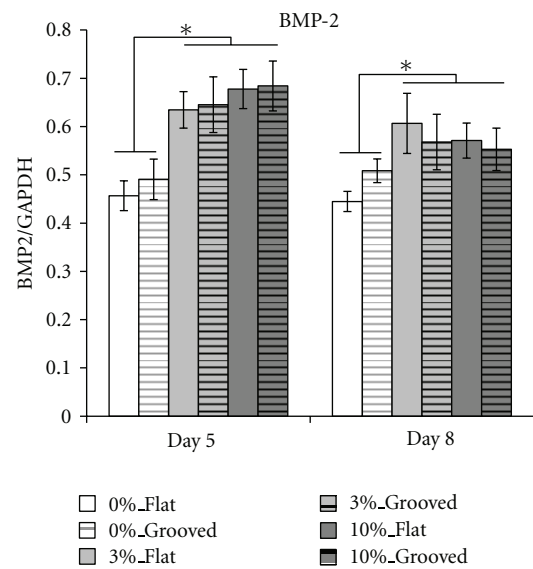 BMP-2
BMP2/GAPDH
0.8
0.7
0.6
0.5
0.4
0.3
0.2
0.1
0
*
*
Day 5
Day 8
0%_Flat
0%_Grooved
3%_Flat
3%_Grooved
10%_Flat
10%_Grooved